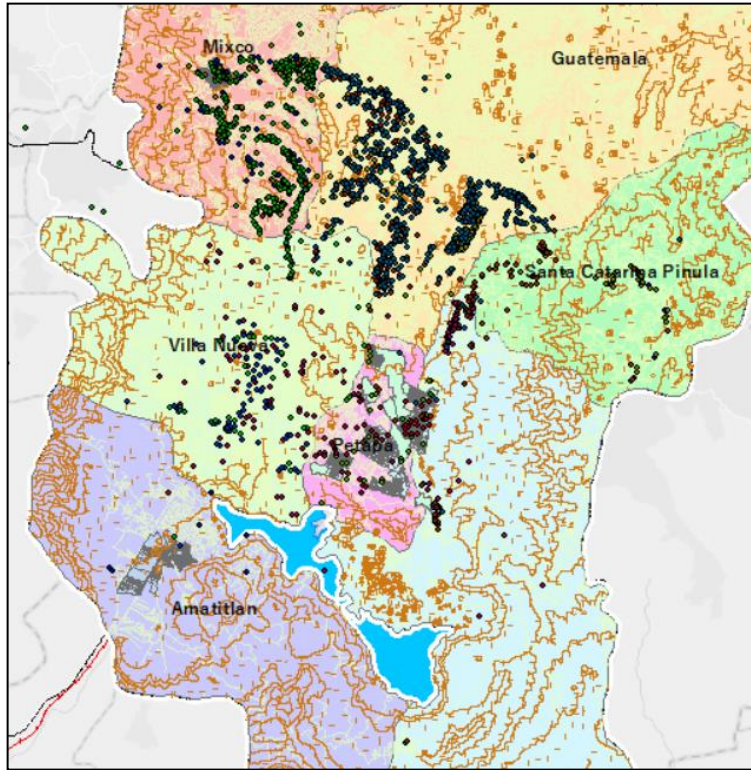 Mixco
Guatemala
Santa Catarina Pinula
Villa Nueva
Petapa
Amatitlan